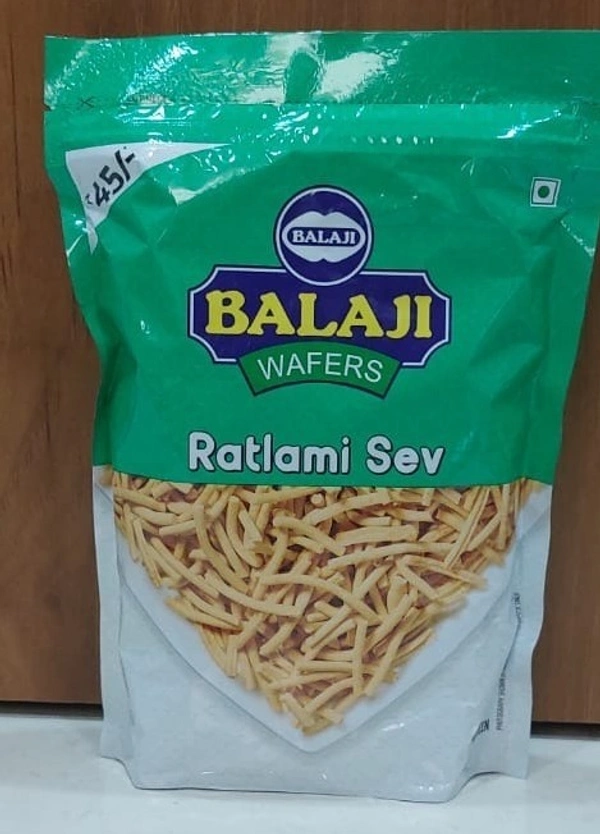 ₹45/-
BALAJI
BALAJI
WAFERS
Ratlami Sev